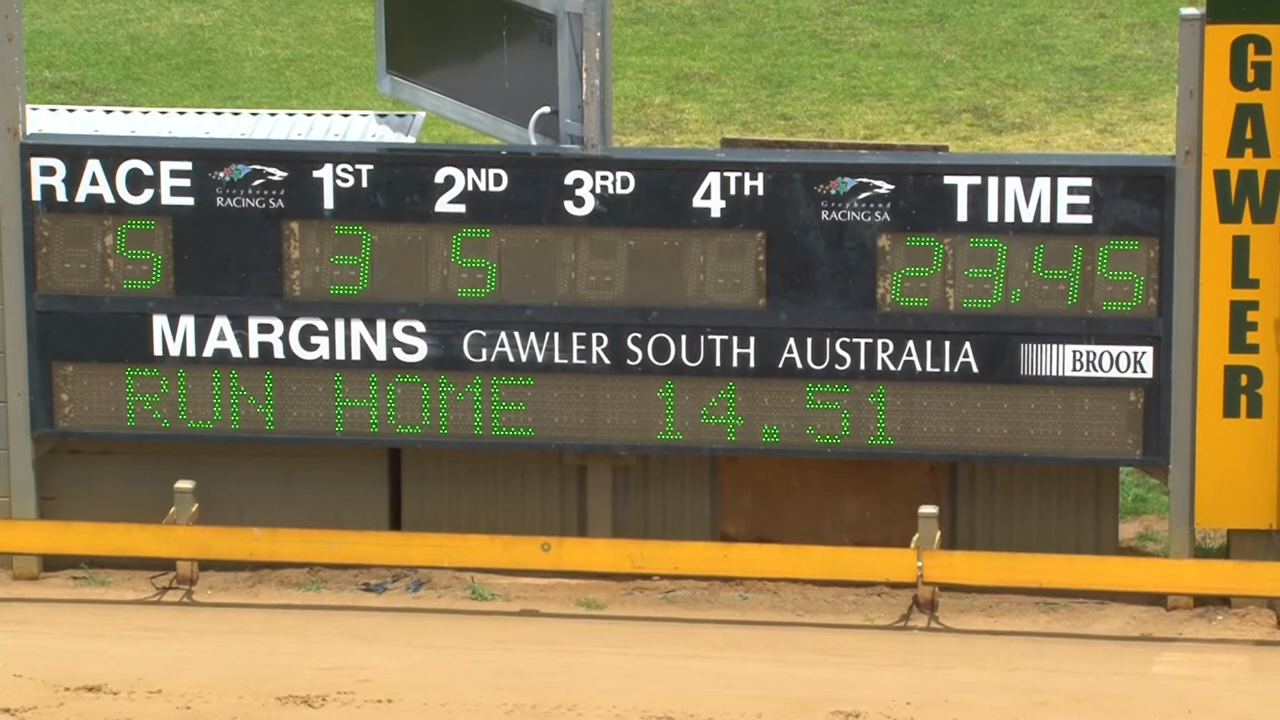 RACE Greyhound RACING SA 1ST 2ND 3RD 4TH Greyhound RACING SA TIME
5 3 5 23.45
MARGINS GAWLER SOUTH AUSTRALIA BROOK
RUN HOME 14.51
GAWLER